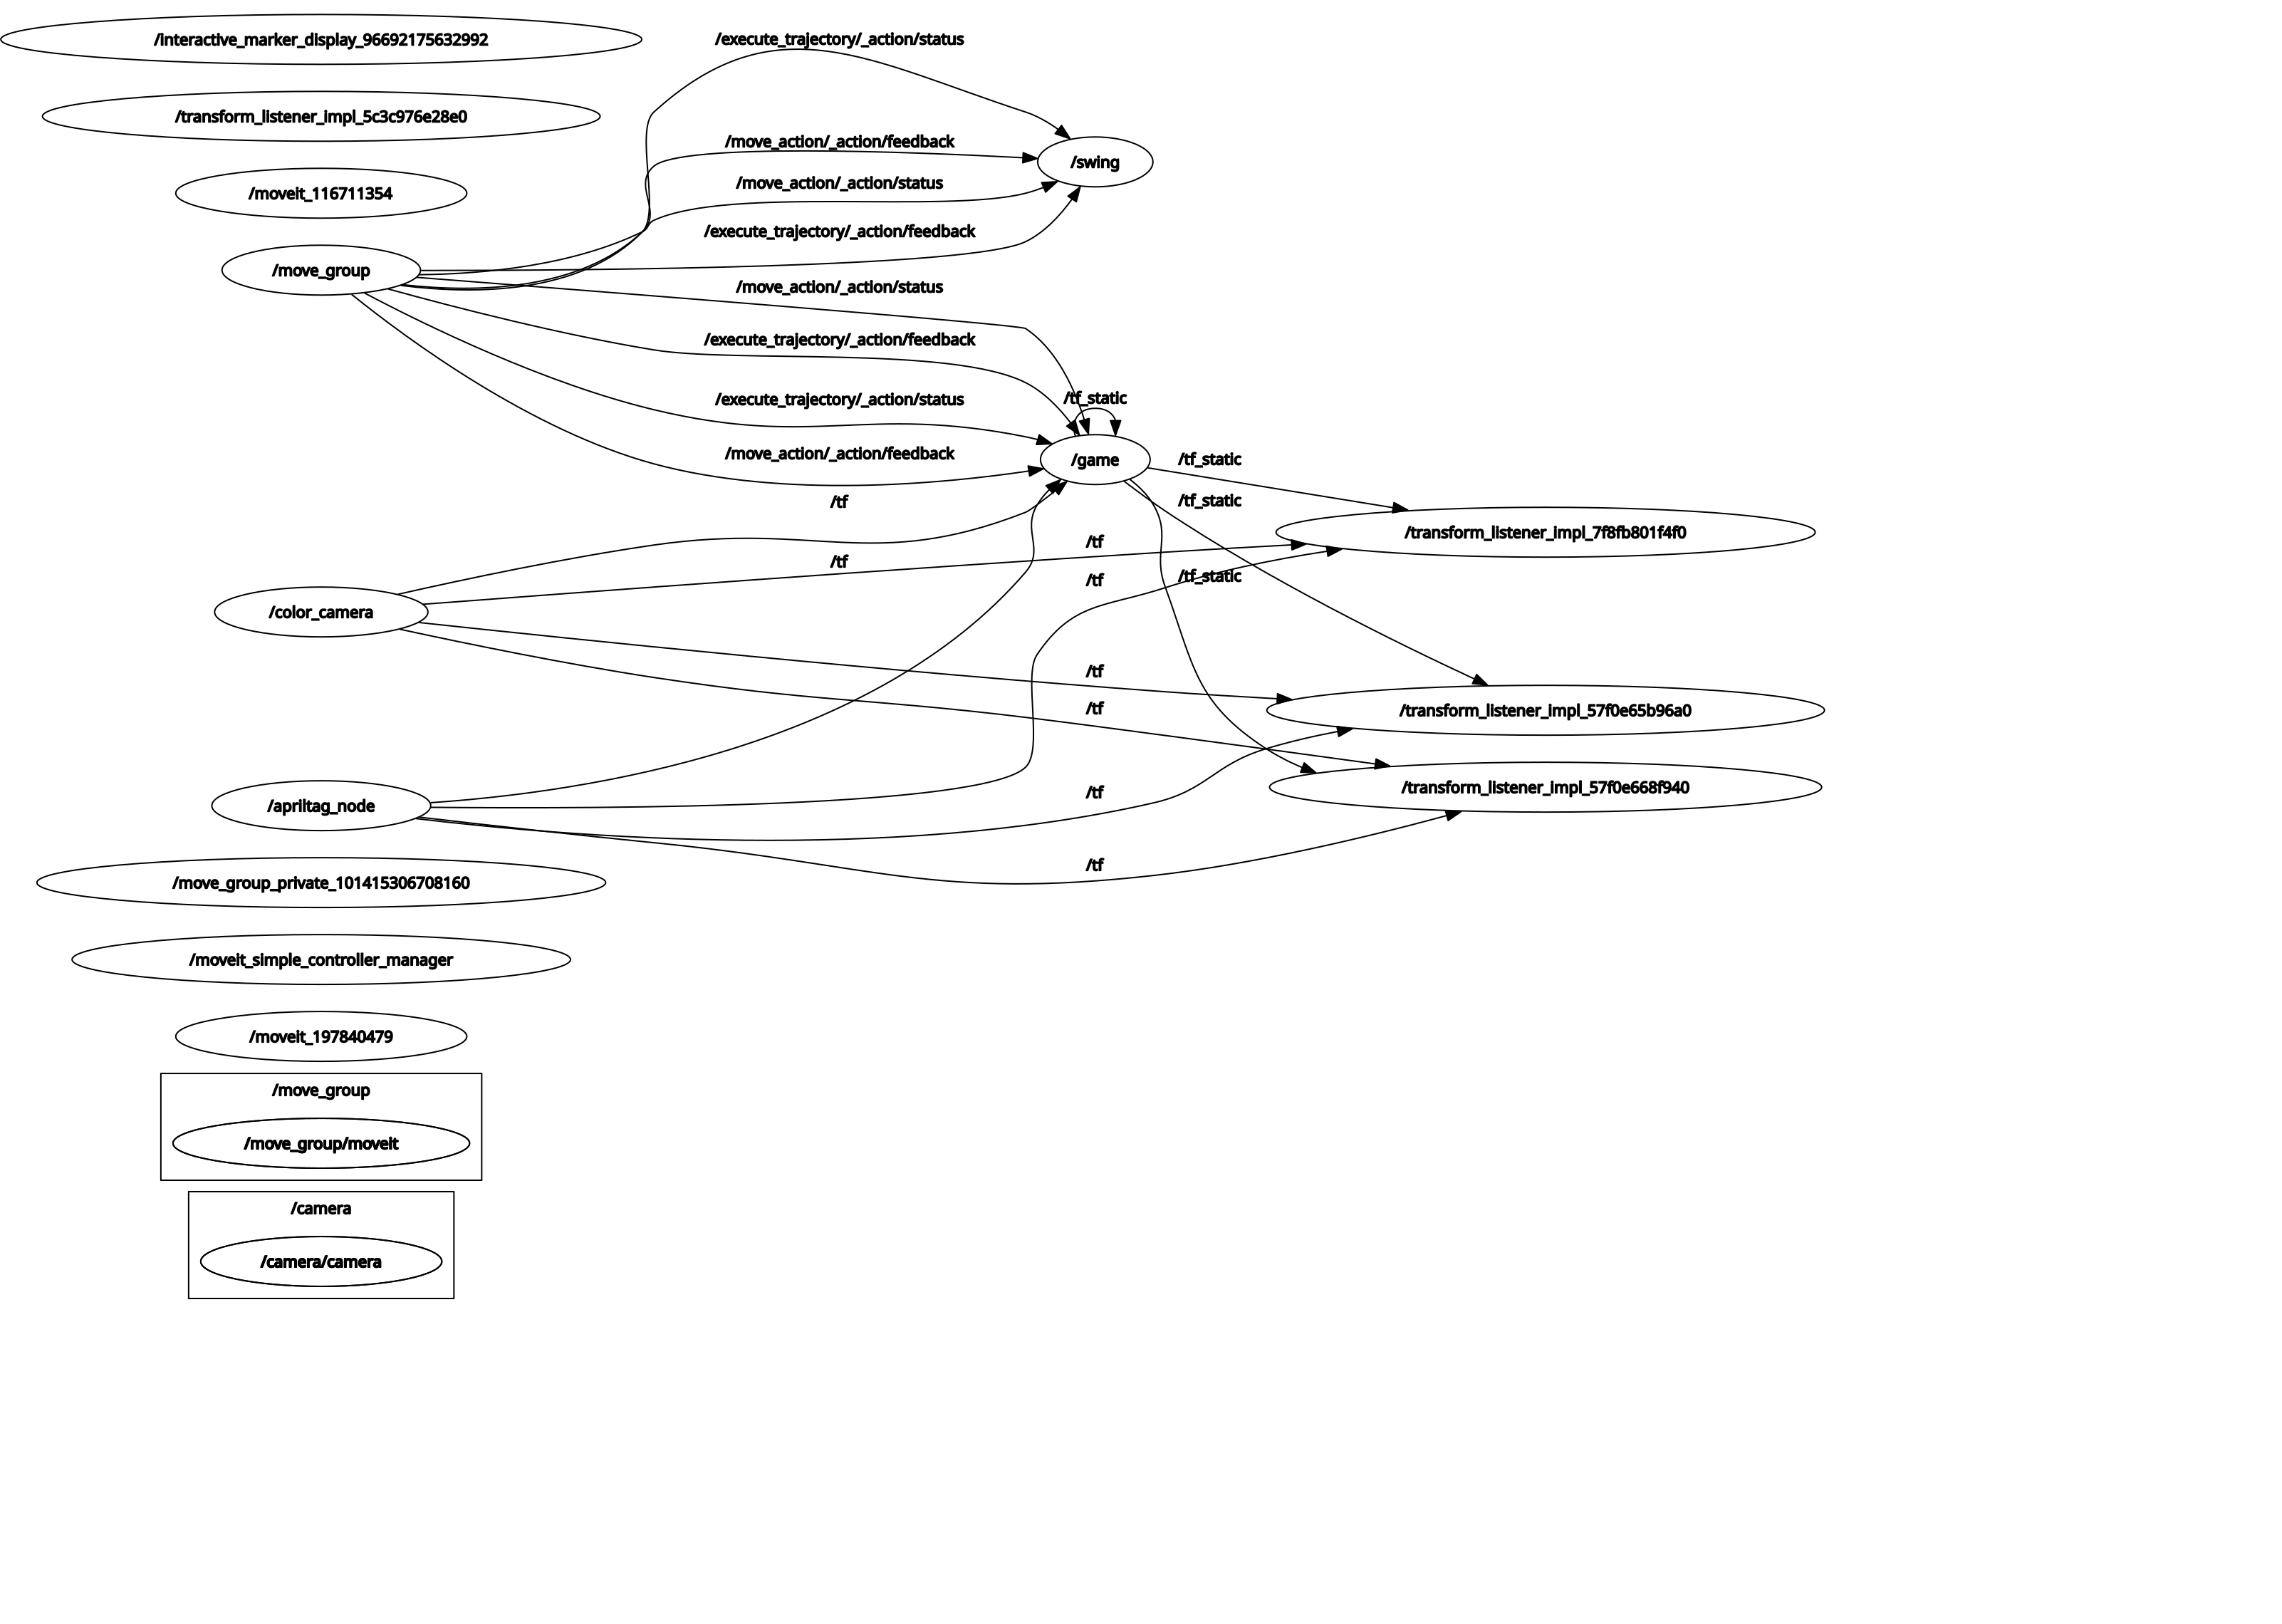 /interactive_marker_display_96692175632992
/execute_trajectory/_action/status
/transform_listener_impl_5c3c976e28e0
/move_action/_action/feedback
/swing
/move_action/_action/status
/moveit_116711354
/execute_trajectory/_action/feedback
/move_group
/move_action/_action/status
/execute_trajectory/_action/feedback
/tf_static
/execute_trajectory/_action/status
/move_action/_action/feedback
/game
/tf_static
/tf
/tf_static
/transform_listener_impl_7f8fb801f4f0
/tf
/tf
/tf
/tf_static
/color_camera
/tf
/tf
/transform_listener_impl_57f0e65b96a0
/transform_listener_impl_57f0e668f940
/tf
/apriltag_node
/tf
/move_group_private_101415306708160
/moveit_simple_controller_manager
/moveit_197840479
/move_group
/move_group/moveit
/camera
/camera/camera